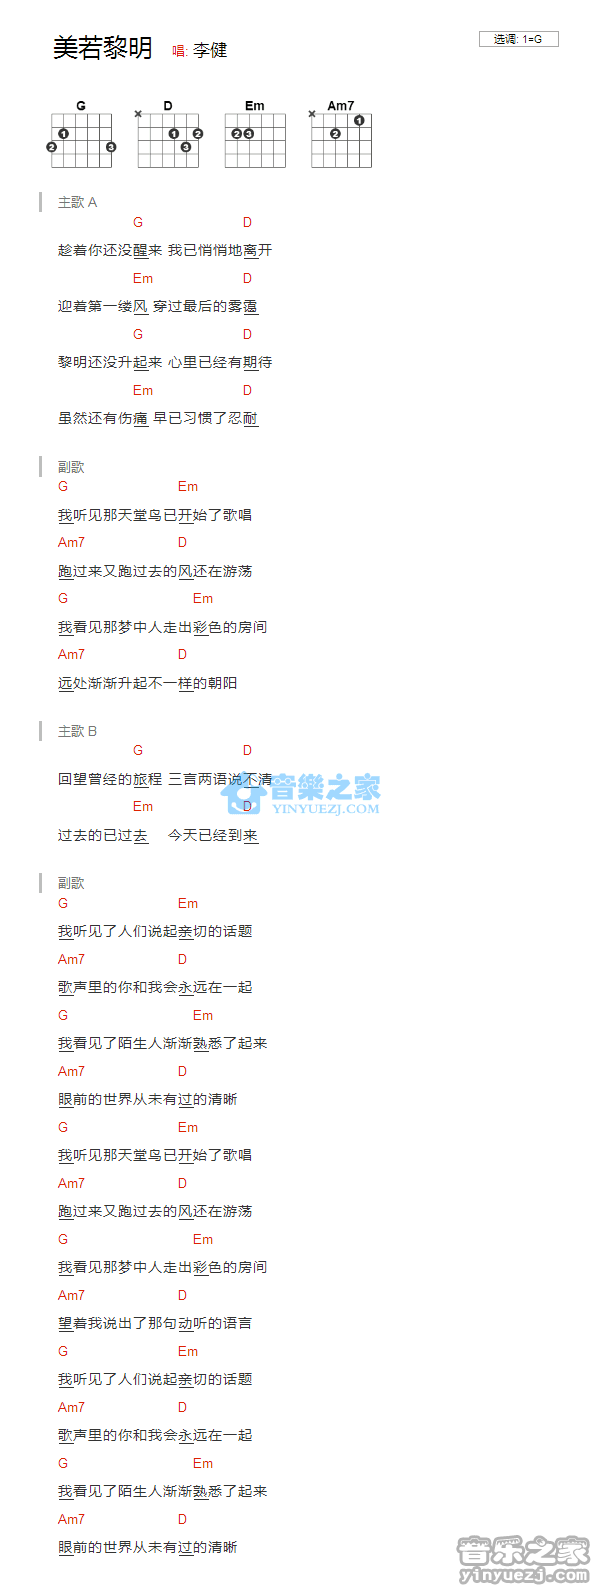 美若黎明 唱: 李健
选调: 1=G
G D Em Am7
× ×
1 2 3 1 2 3 2 3 1 2
主歌 A
G D
趁着你还没醒来 我已悄悄地离开
Em D
迎着第一缕风 穿过最后的雾霭
G D
黎明还没升起来 心里已经有期待
Em D
虽然还有伤痛 早已习惯了忍耐
副歌
G Em
我听见那天堂鸟已开始了歌唱
Am7 D
跑过来又跑过去的风还在游荡
G Em
我看见那梦中人走出彩色的房间
Am7 D
远处渐渐升起不一样的朝阳
主歌 B
G D
回望曾经的旅程 三言两语说不清
Em D
过去的已过去 今天已经到来
音樂之家
YINYUEZJ.COM
副歌
G Em
我听见了人们说起亲切的话题
Am7 D
歌声里的你和我会永远在一起
G Em
我看见了陌生人渐渐熟悉了起来
Am7 D
眼前的世界从未有过的清晰
G Em
我听见那天堂鸟已开始了歌唱
Am7 D
跑过来又跑过去的风还在游荡
G Em
我看见那梦中人走出彩色的房间
Am7 D
望着我说出了那句动听的语言
G Em
我听见了人们说起亲切的话题
Am7 D
歌声里的你和我会永远在一起
G Em
我看见了陌生人渐渐熟悉了起来
Am7 D
眼前的世界从未有过的清晰
音乐之家
yinyuezj.com